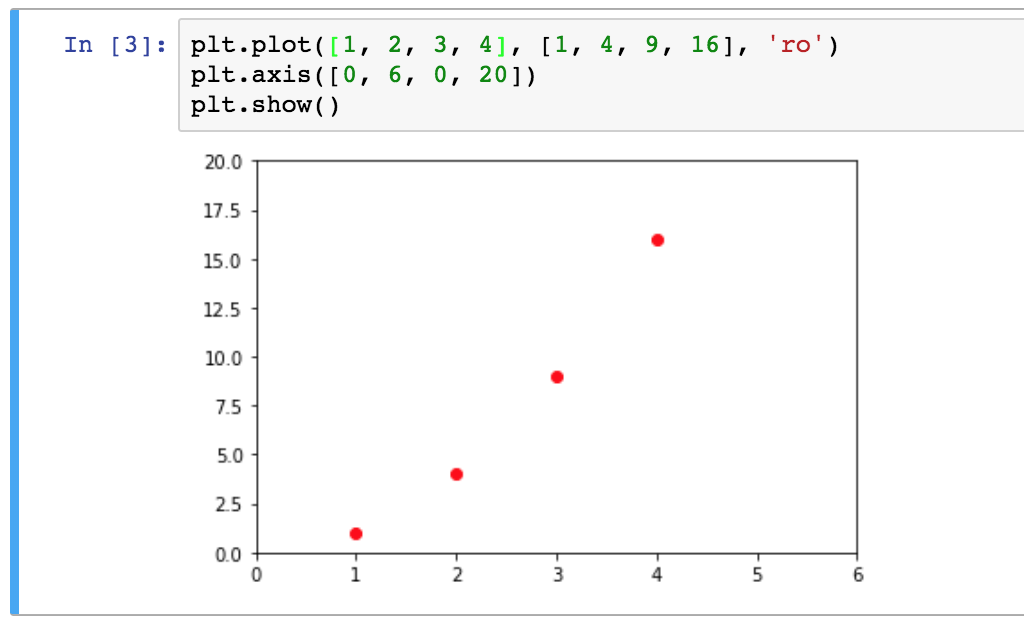 In [3]: plt.plot([1, 2, 3, 4], [1, 4, 9, 16], 'ro')
plt.axis([0, 6, 0, 20])
plt.show()
20.0
17.5
15.0
12.5
10.0
7.5
5.0
2.5
0.0
0 1 2 3 4 5 6